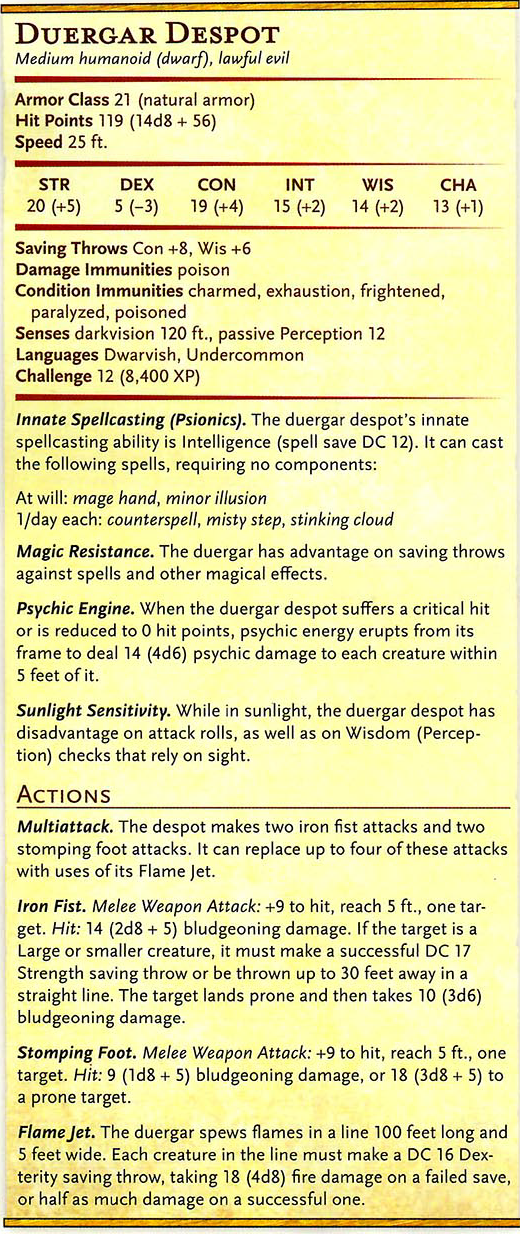 DUERGAR DESPOT
Medium humanoid (dwarf), lawful evil
Armor Class 21 (natural armor)
Hit Points 119 (14d8 + 56)
Speed 25 ft.
STR DEX CON INT WIS CHA
20 (+5) 5 (–3) 19 (+4) 15 (+2) 14 (+2) 13 (+1)
Saving Throws Con +8, Wis +6
Damage Immunities poison
Condition Immunities charmed, exhaustion, frightened,
paralyzed, poisoned
Senses darkvision 120 ft., passive Perception 12
Languages Dwarvish, Undercommon
Challenge 12 (8,400 XP)
Innate Spellcasting (Psionics). The duergar despot's innate
spellcasting ability is Intelligence (spell save DC 12). It can cast
the following spells, requiring no components:
At will: mage hand, minor illusion
1/day each: counterspell, misty step, stinking cloud
Magic Resistance. The duergar has advantage on saving throws
against spells and other magical effects.
Psychic Engine. When the duergar despot suffers a critical hit
or is reduced to 0 hit points, psychic energy erupts from its
frame to deal 14 (4d6) psychic damage to each creature within
5 feet of it.
Sunlight Sensitivity. While in sunlight, the duergar despot has
disadvantage on attack rolls, as well as on Wisdom (Percep-
tion) checks that rely on sight.
ACTIONS
Multiattack. The despot makes two iron fist attacks and two
stomping foot attacks. It can replace up to four of these attacks
with uses of its Flame Jet.
Iron Fist. Melee Weapon Attack: +9 to hit, reach 5 ft., one tar-
get. Hit: 14 (2d8 + 5) bludgeoning damage. If the target is a
Large or smaller creature, it must make a successful DC 17
Strength saving throw or be thrown up to 30 feet away in a
straight line. The target lands prone and then takes 10 (3d6)
bludgeoning damage.
Stomping Foot. Melee Weapon Attack: +9 to hit, reach 5 ft., one
target. Hit: 9 (1d8 + 5) bludgeoning damage, or 18 (3d8 + 5) to
a prone target.
Flame Jet. The duergar spews flames in a line 100 feet long and
5 feet wide. Each creature in the line must make a DC 16 Dex-
terity saving throw, taking 18 (4d8) fire damage on a failed save,
or half as much damage on a successful one.